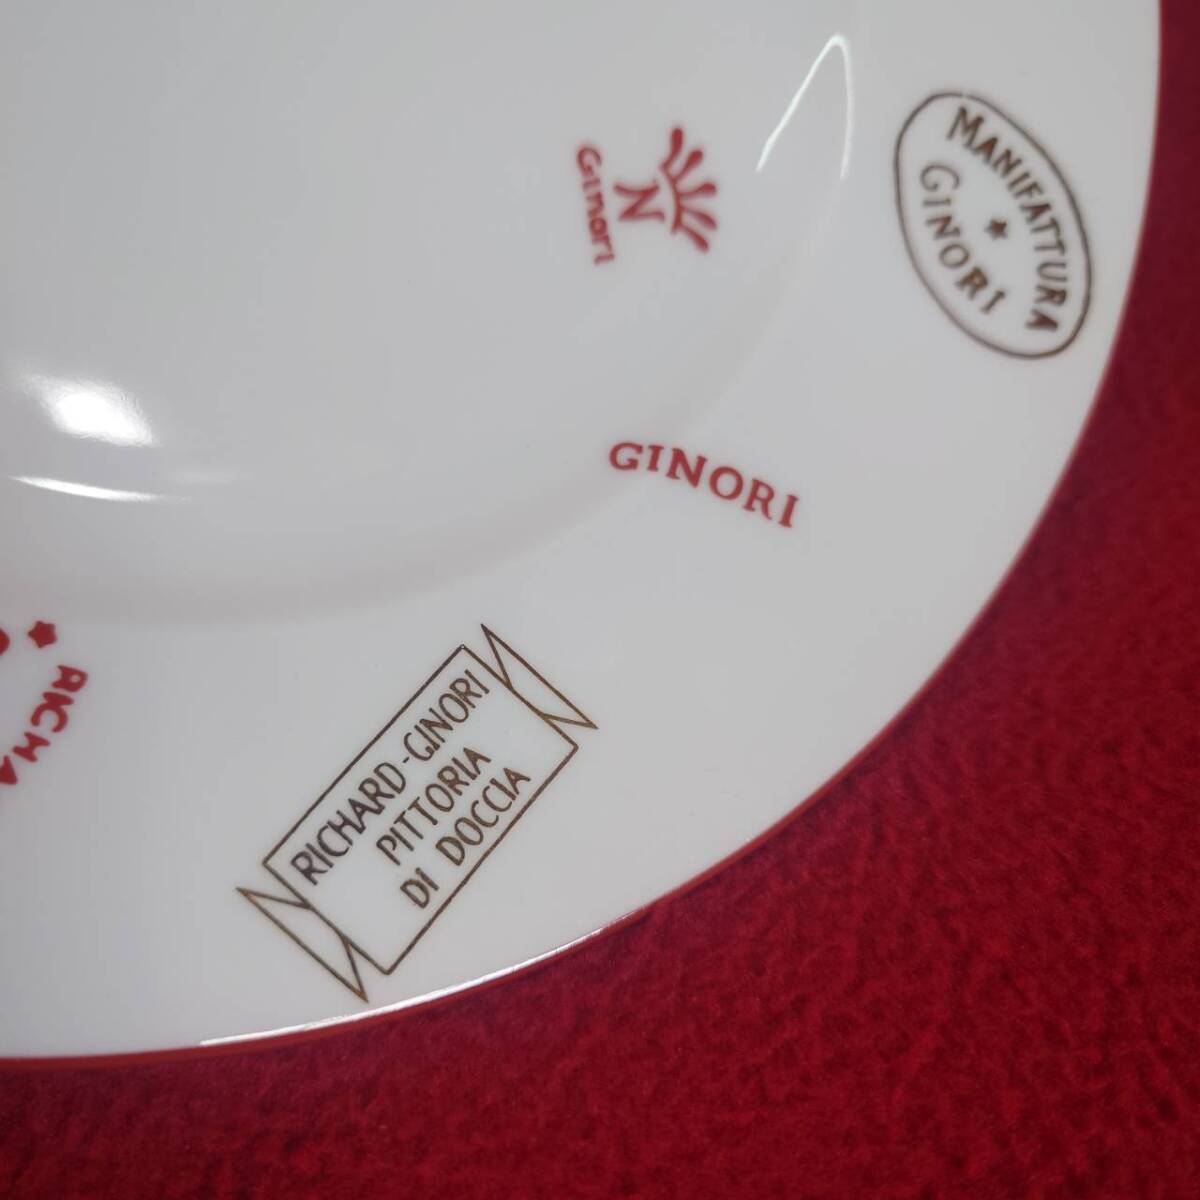 MANIFATTURA
GINORI
N
Ginori
GINORI
RICHARD-GINORI
PITTORIA
DI DOCCIA